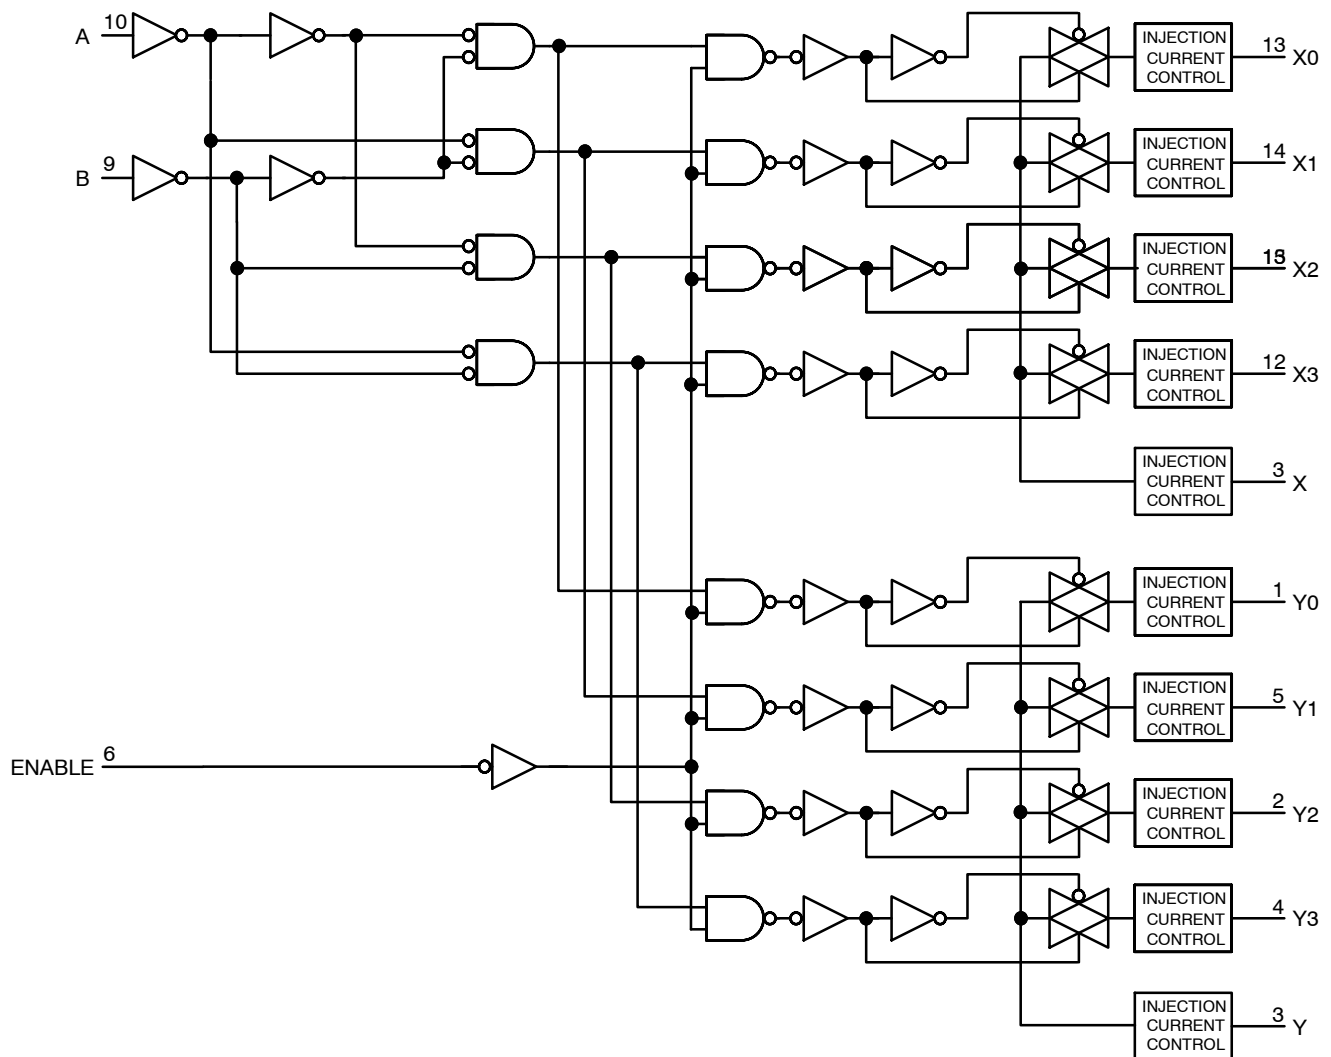 A 10
INJECTION
CURRENT
CONTROL
13 X0
B 9
INJECTION
CURRENT
CONTROL
14 X1
INJECTION
CURRENT
CONTROL
X2
INJECTION
CURRENT
CONTROL
12 X3
INJECTION
CURRENT
CONTROL
3 X
INJECTION
CURRENT
CONTROL
1 Y0
INJECTION
CURRENT
CONTROL
5 Y1
ENABLE 6
INJECTION
CURRENT
CONTROL
2 Y2
INJECTION
CURRENT
CONTROL
4 Y3
INJECTION
CURRENT
CONTROL
3 Y